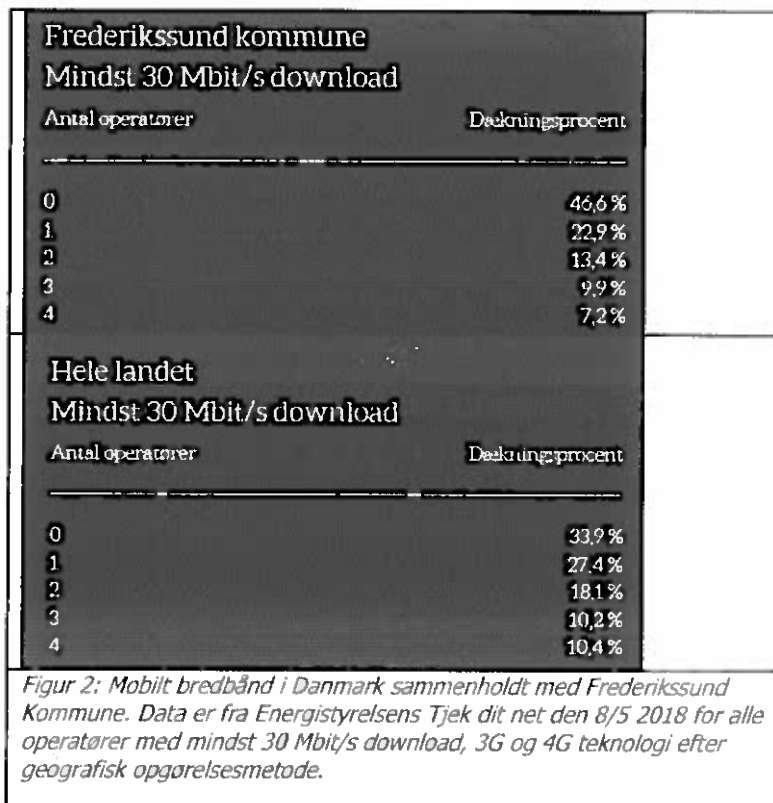 Frederikssund kommune
Mindst 30 Mbit/s download
Antal operatører Dækningsprocent
0 46,6 %
1 22,9 %
2 13,4 %
3 9,9 %
4 7,2 %
Hele landet
Mindst 30 Mbit/s download
Antal operatører Dækningsprocent
0 33,9 %
1 27,4 %
2 18,1 %
3 10,2 %
4 10,4 %
Figur 2: Mobilt bredbånd i Danmark sammenholdt med Frederikssund
Kommune. Data er fra Energistyrelsens Tjek dit net den 8/5 2018 for alle
operatører med mindst 30 Mbit/s download, 3G og 4G teknologi efter
geografisk opgørelsesmetode.